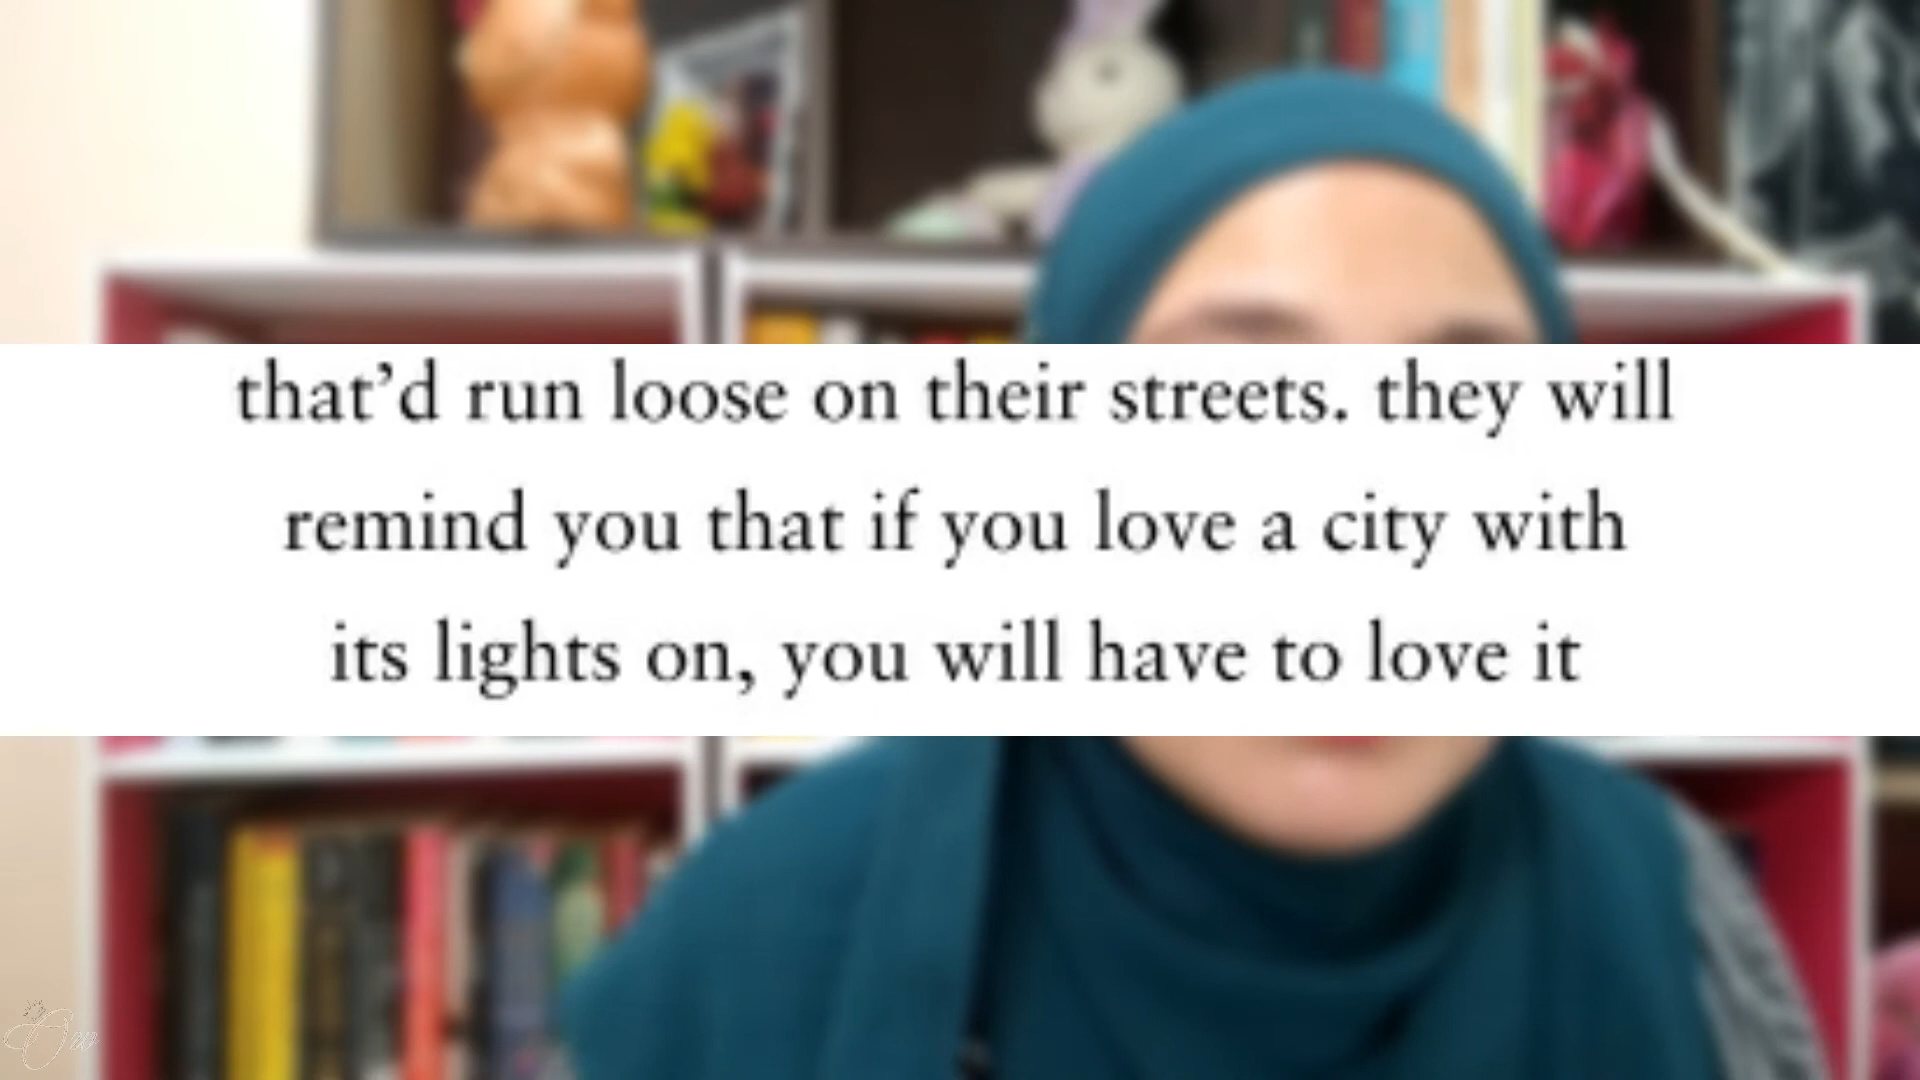 that’d run loose on their streets. they will
remind you that if you love a city with
its lights on, you will have to love it